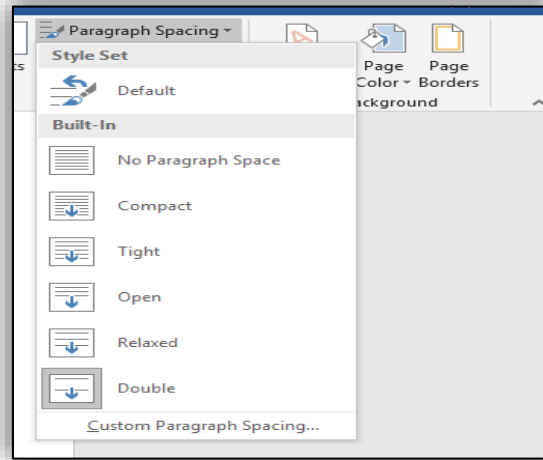 Paragraph Spacing
Style Set
Default
Built-In
No Paragraph Space
Compact
Tight
Open
Relaxed
Double
Custom Paragraph Spacing...
Page Color
Page Borders
ackground
ts